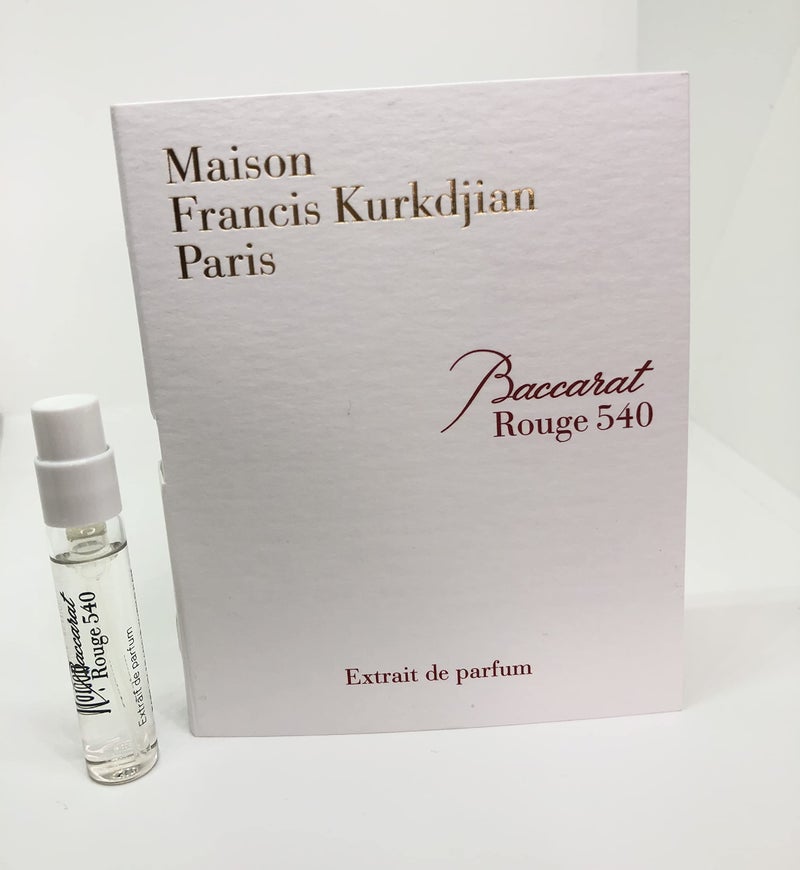 Maison
Francis Kurkdjian
Paris
Baccarat
Rouge 540
Extrait de parfum
Baccarat
Rouge 540
Extrait de parfum